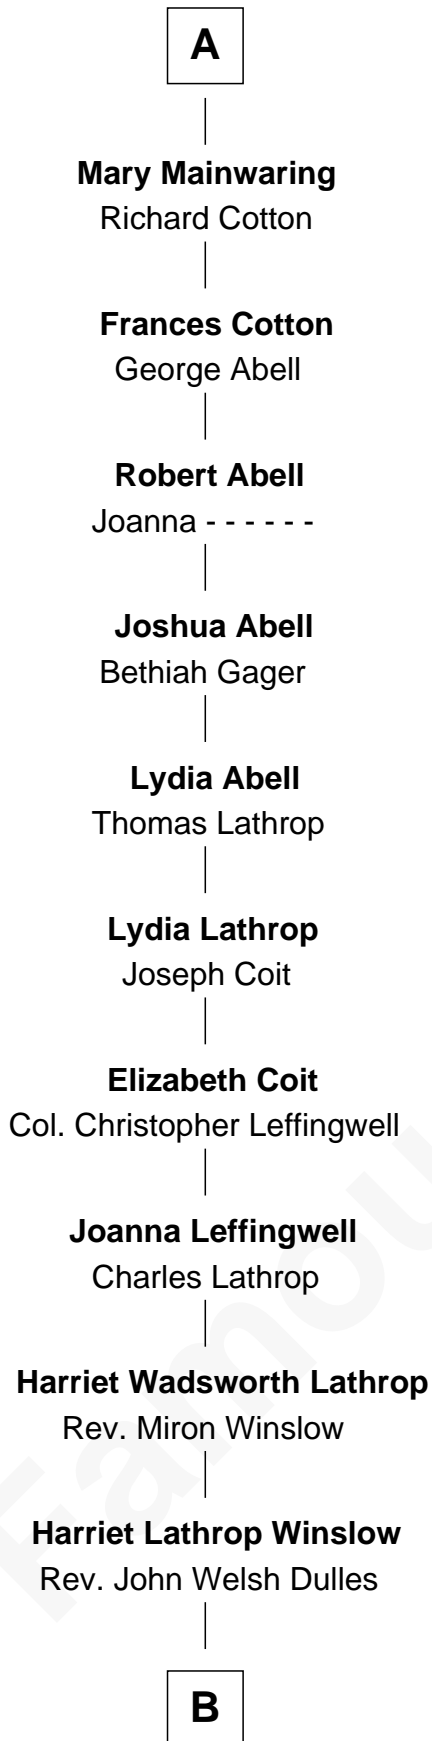 A
Mary Mainwaring
Richard Cotton
Frances Cotton
George Abell
Robert Abell
Joanna - - - - - -
Joshua Abell
Bethiah Gager
Lydia Abell
Thomas Lathrop
Lydia Lathrop
Joseph Coit
Elizabeth Coit
Col. Christopher Leffingwell
Joanna Leffingwell
Charles Lathrop
Harriet Wadsworth Lathrop
Rev. Miron Winslow
Harriet Lathrop Winslow
Rev. John Welsh Dulles
B